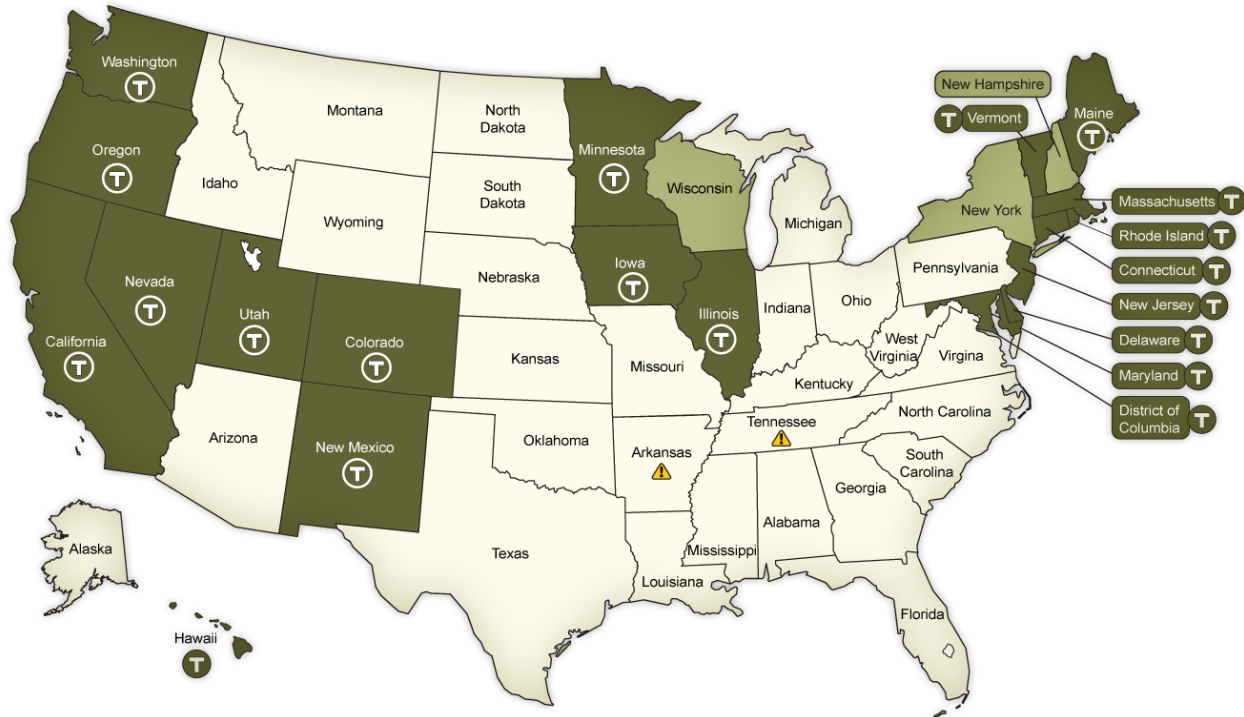 Washington
T
Montana
North
Dakota
Minnesota
T
New Hampshire
T Vermont
Maine
T
Oregon
T
Idaho
South
Dakota
Wisconsin
Wyoming
Michigan
New York
Massachusetts T
Rhode Island T
Connecticut T
New Jersey T
Delaware T
Maryland T
District of
Columbia T
Nevada
T
Utah
T
Nebraska
Iowa
T
Illinois
T
Indiana
Ohio
Pennsylvania
California
T
Colorado
T
Kansas
Missouri
West
Virginia
Virgina
Kentucky
Arizona
New Mexico
T
Oklahoma
Arkansas
!
Tennessee
!
North Carolina
South
Carolina
Georgia
Alabama
Mississippi
Texas
Louisiana
Florida
Alaska
Hawaii
T